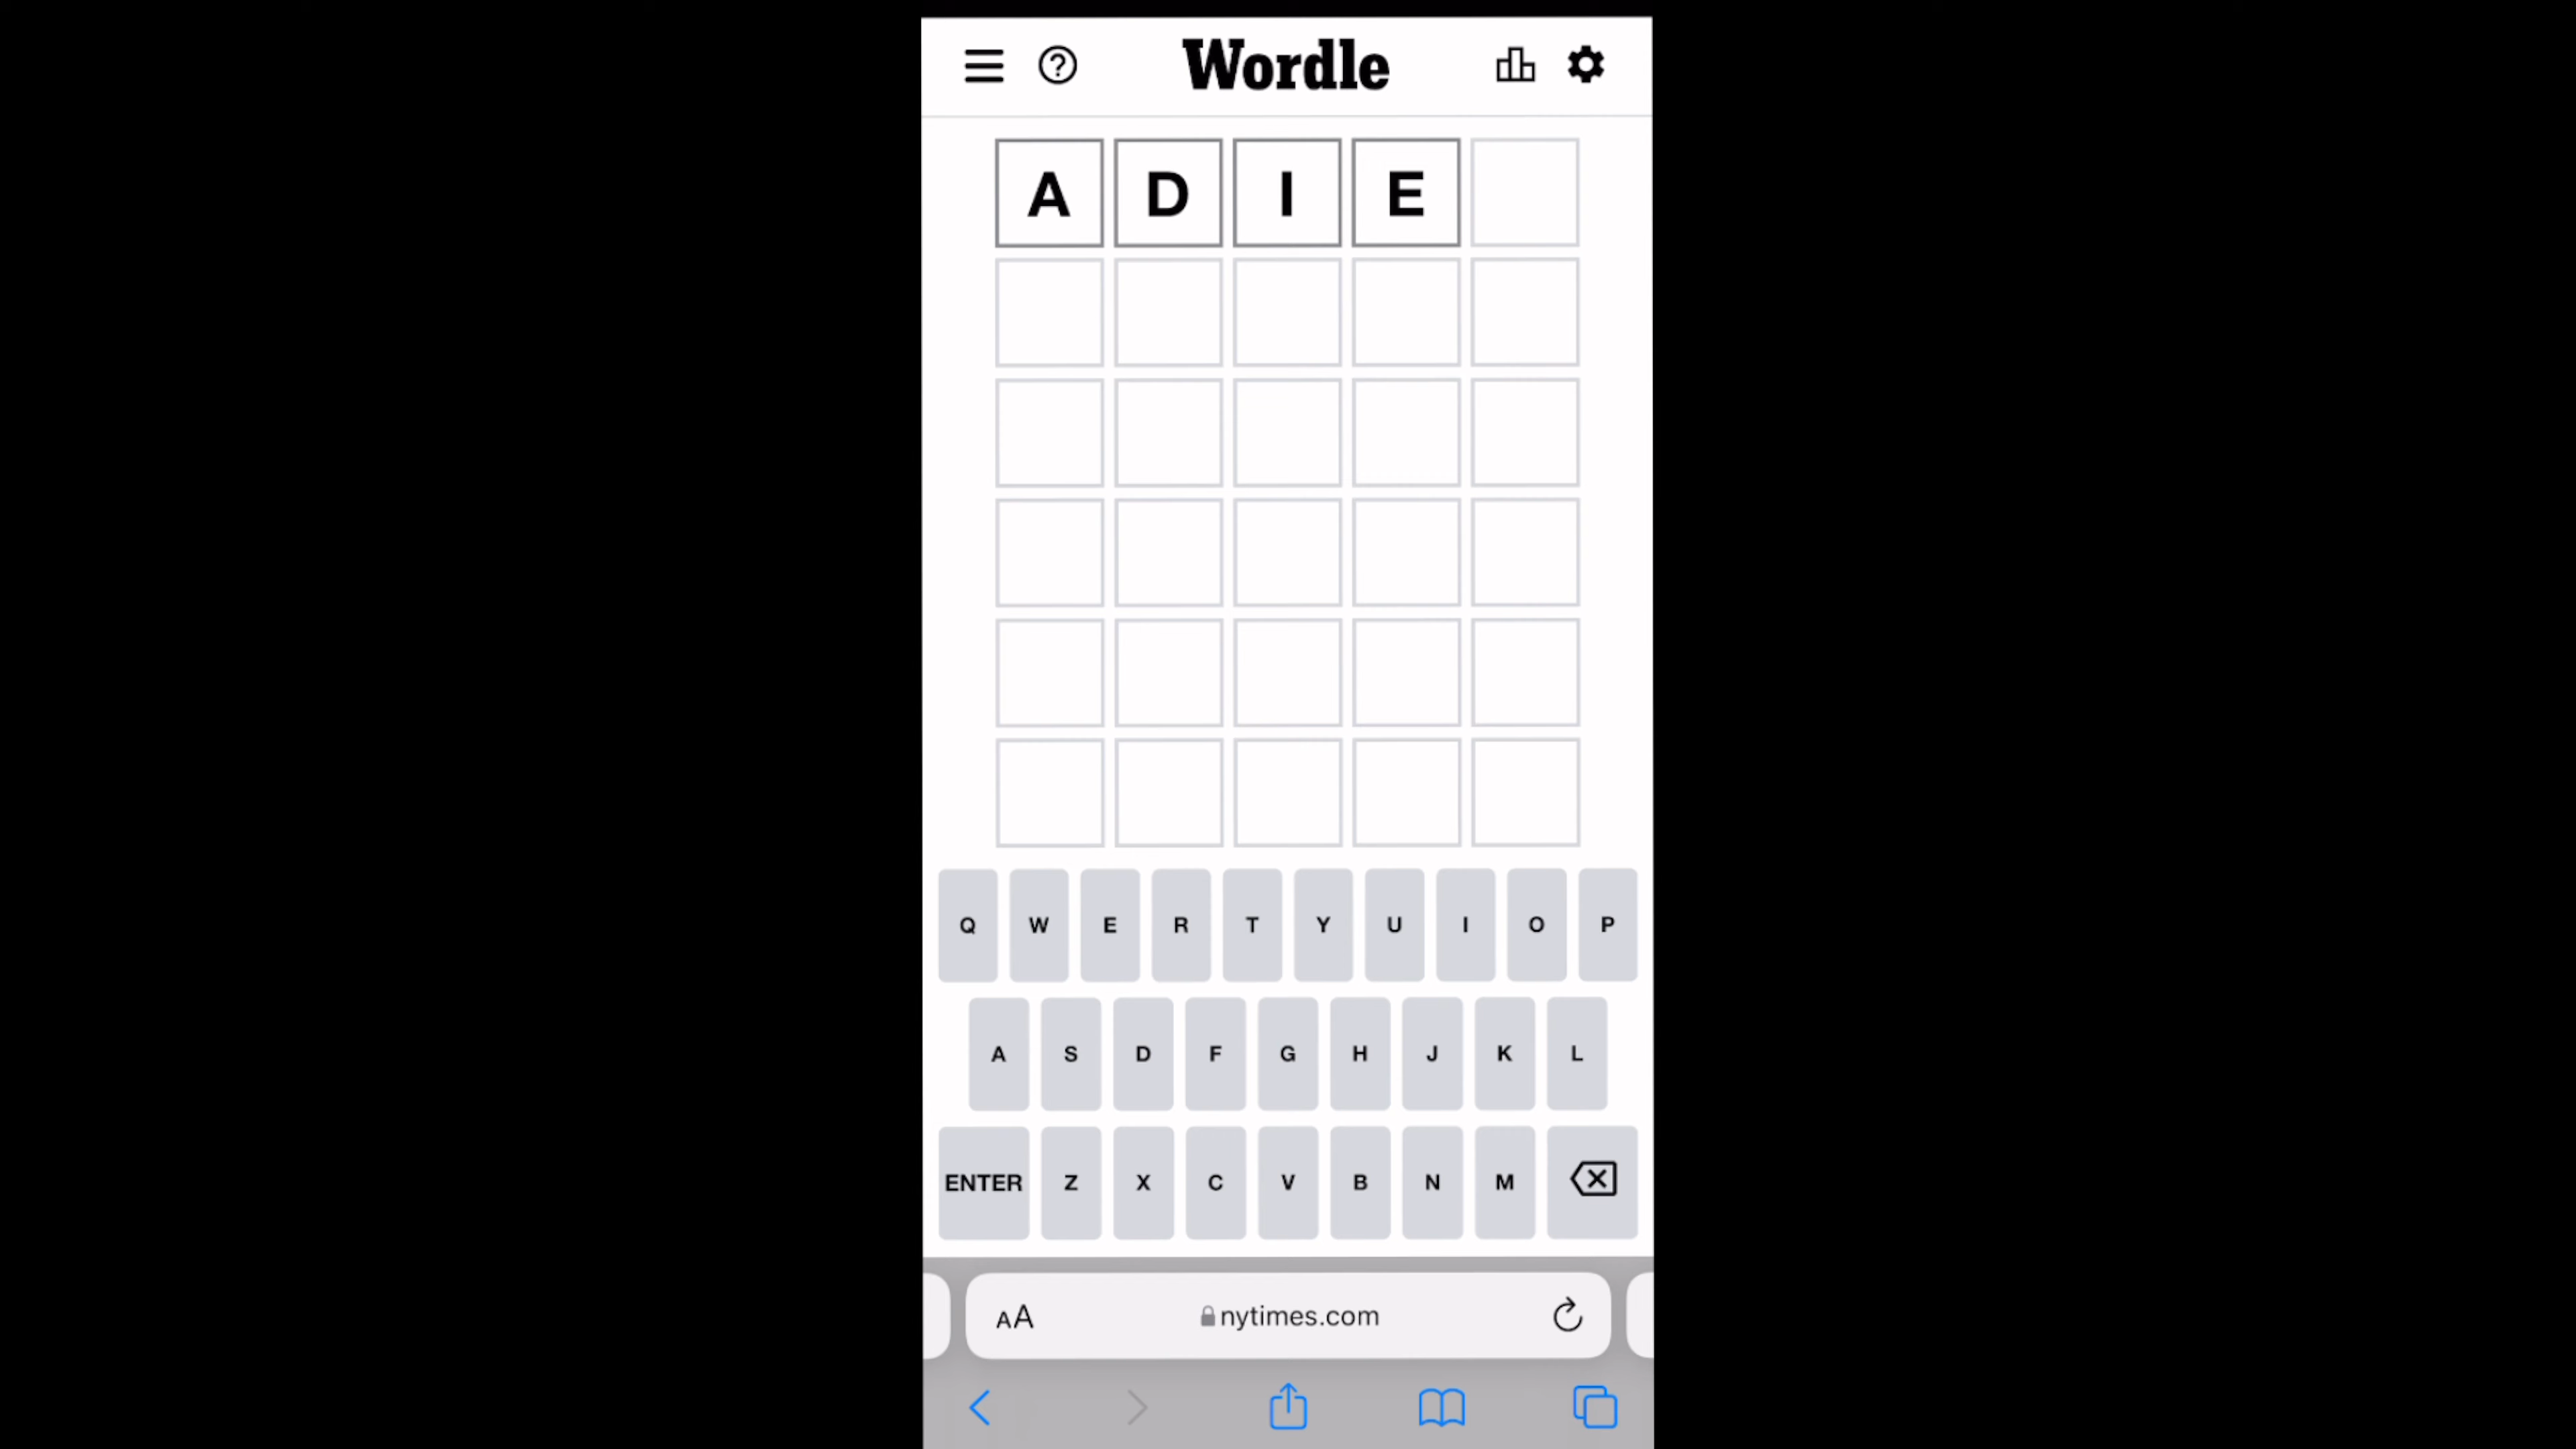 Wordle
A D I E
Q W E R T Y U I O P
A S D F G H J K L
ENTER Z X C V B N M
AA nytimes.com